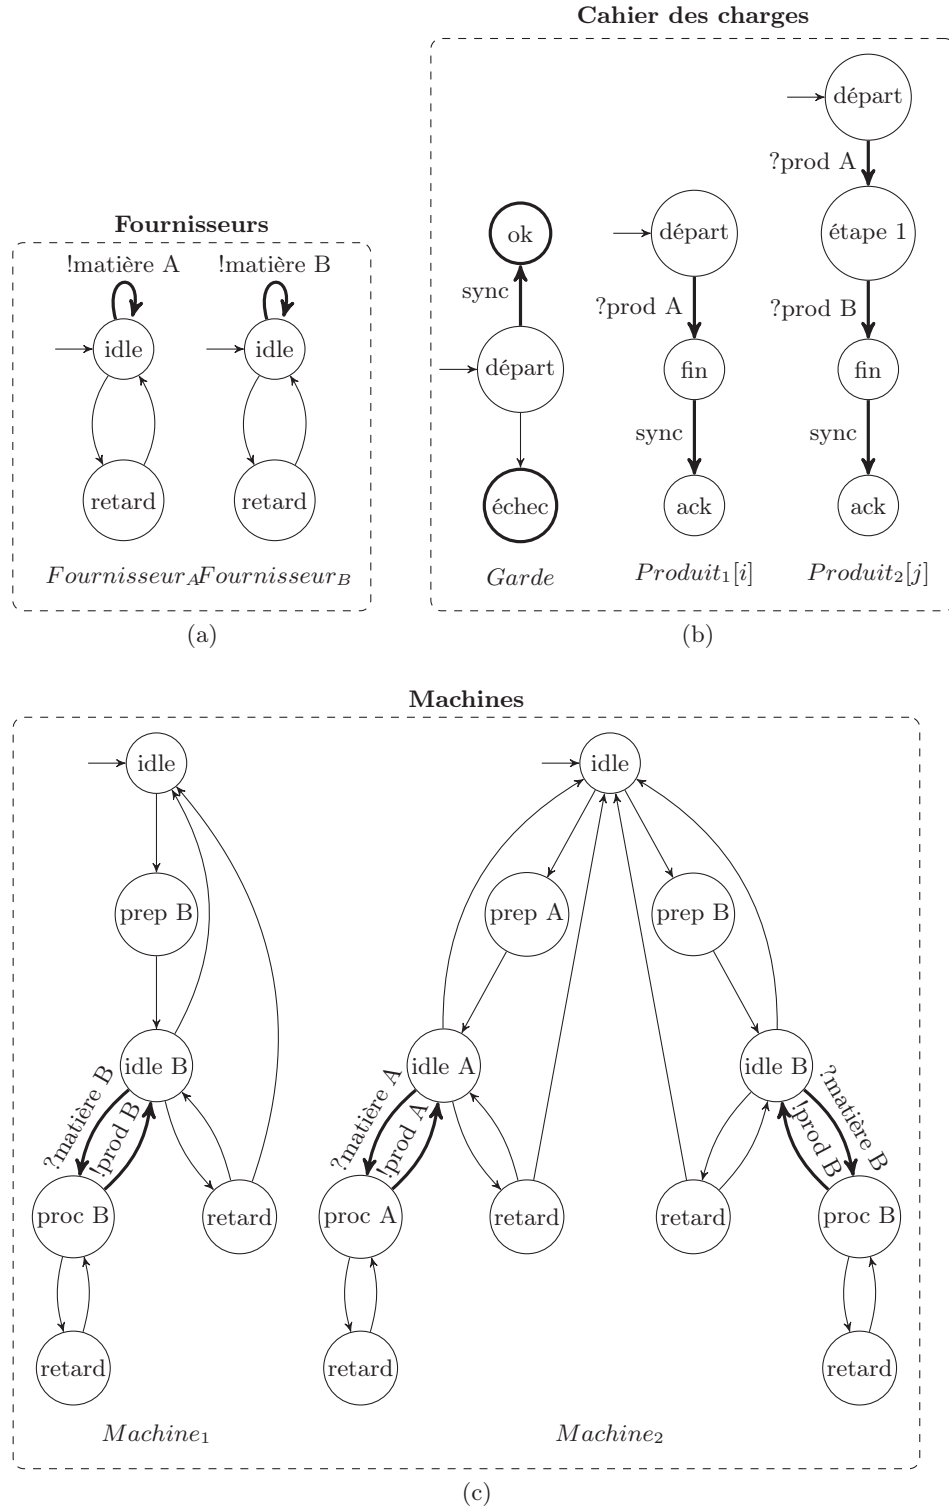 Cahier des charges
départ
?prod A
Fournisseurs
!matière A
!matière B
ok
départ
étape 1
sync
?prod A
?prod B
idle
idle
départ
fin
fin
sync
sync
retard
retard
échec
ack
ack
Fournisseur_A
Fournisseur_B
Garde
Produit_1[i]
Produit_2[j]
(a)
(b)
Machines
idle
idle
prep B
prep A
prep B
idle B
idle A
idle B
?matière B
!prod B
?matière A
!prod A
!prod B
?matière B
proc B
retard
proc A
retard
retard
proc B
retard
retard
retard
Machine_1
Machine_2
(c)